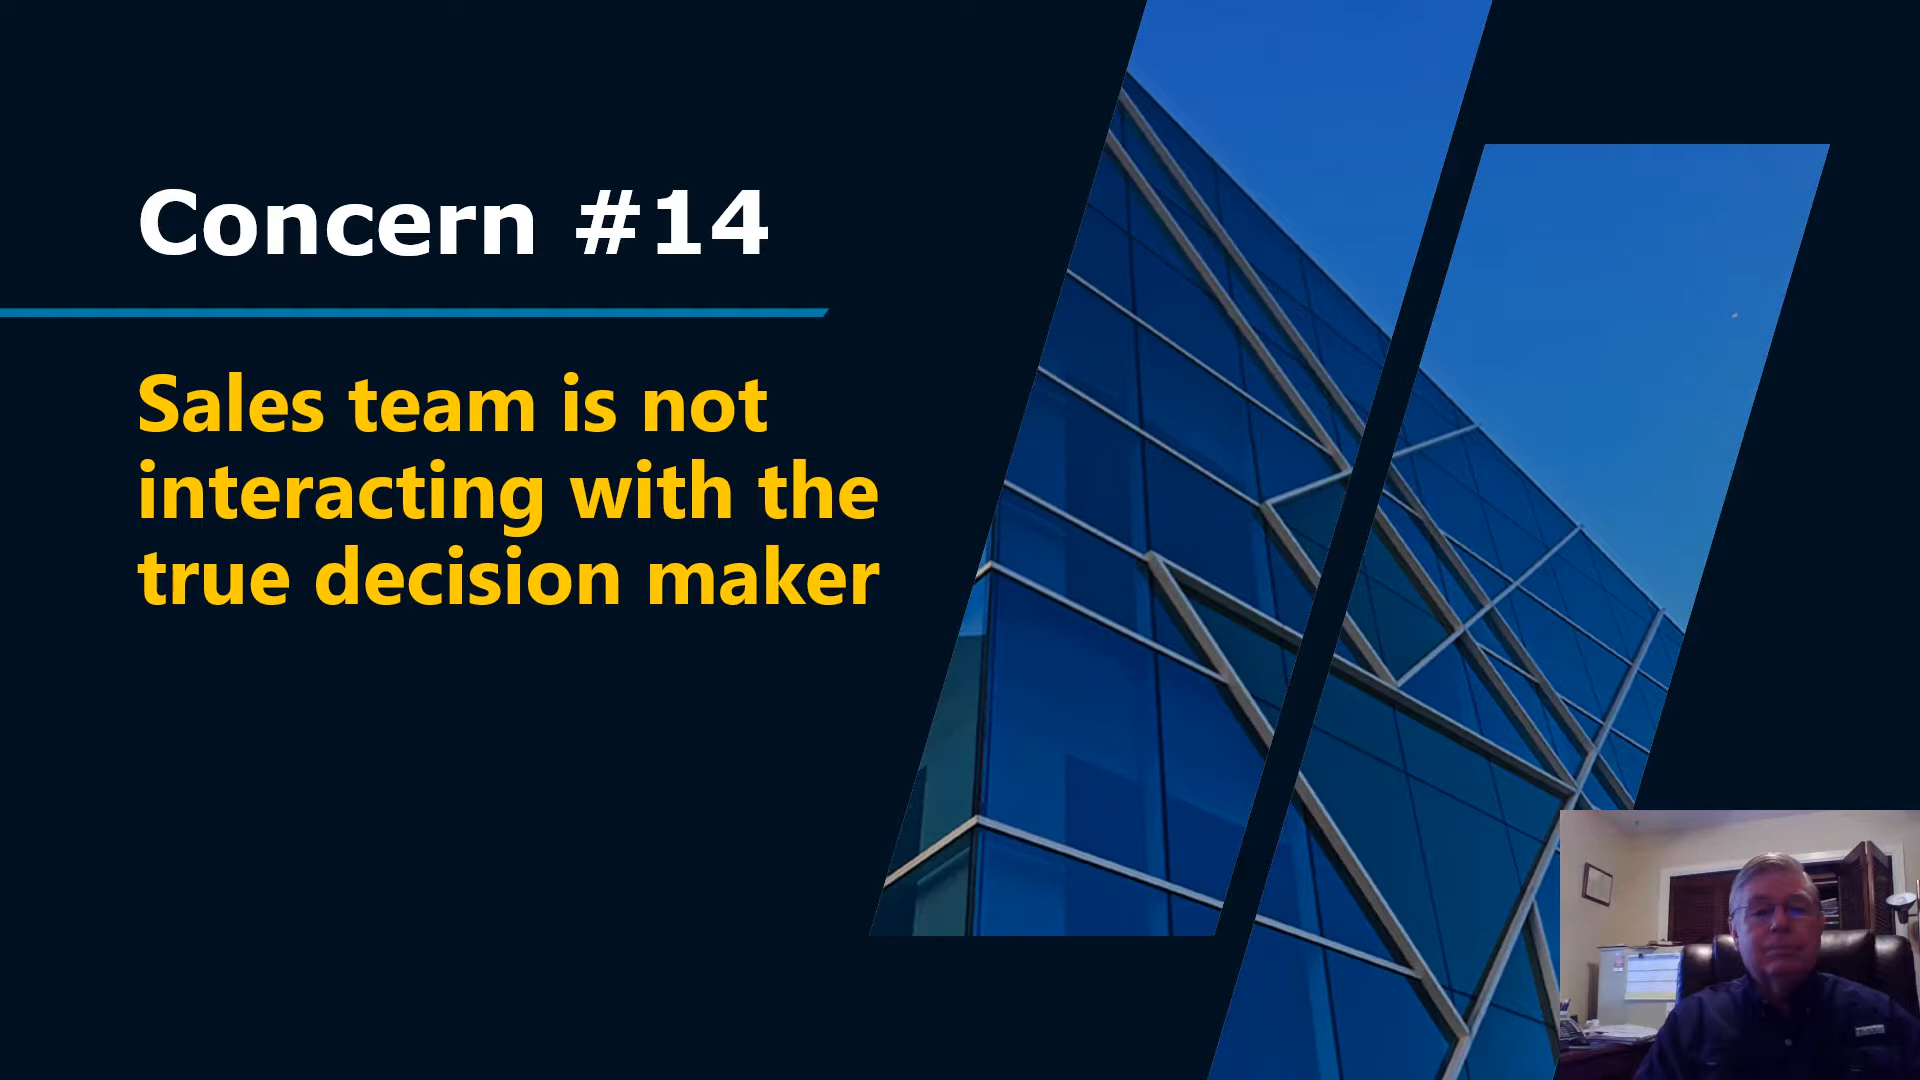 Concern #14
Sales team is not
interacting with the
true decision maker